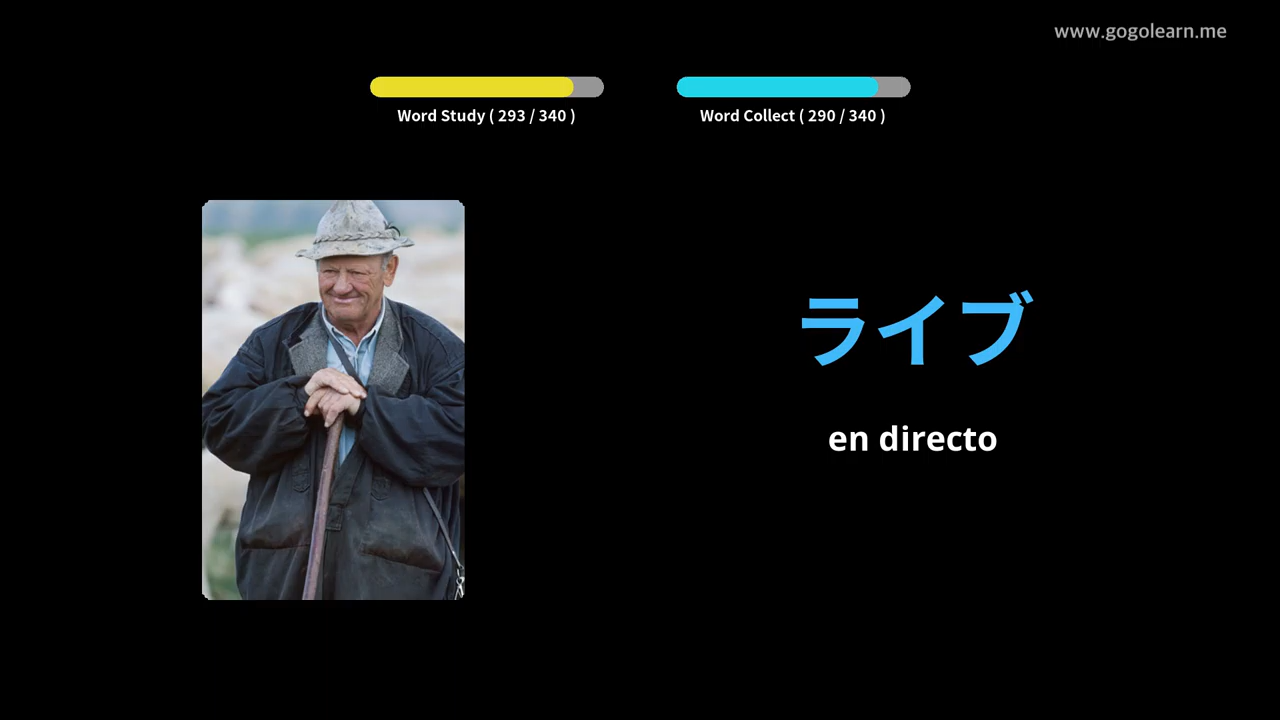 www.gogolearn.me
Word Study ( 293 / 340 )
Word Collect ( 290 / 340 )
ライブ
en directo